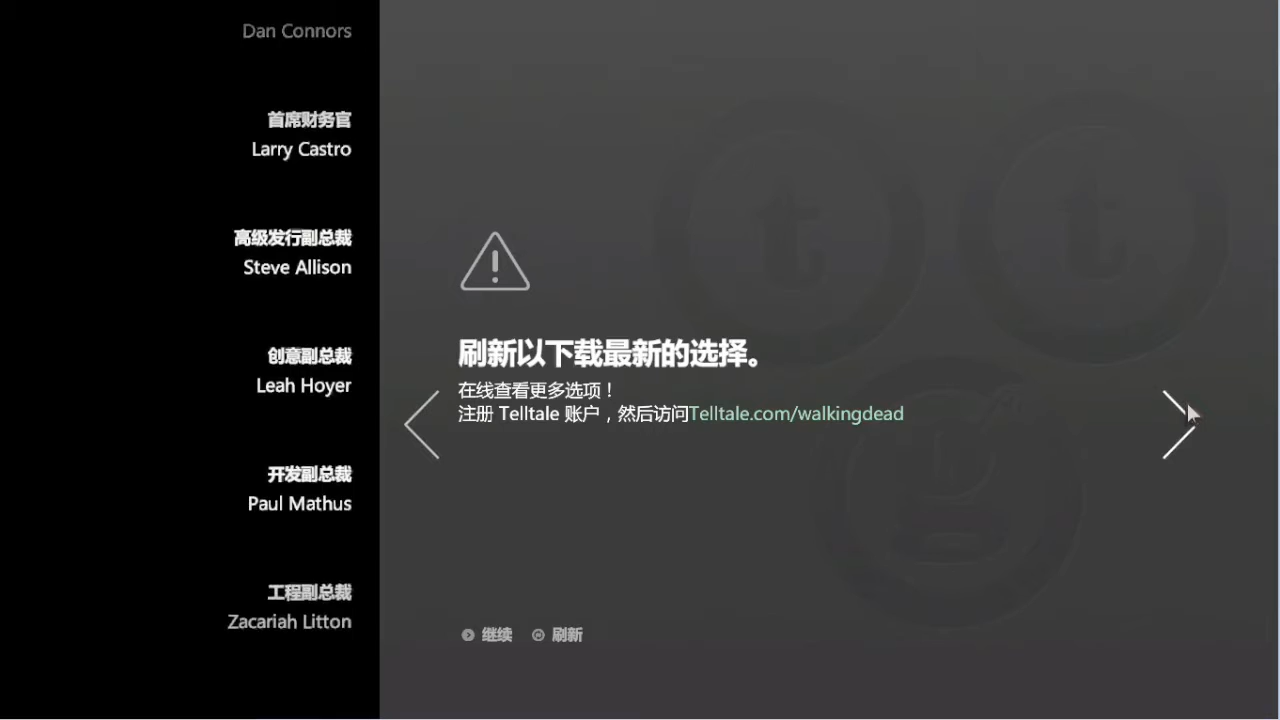 Dan Connors
首席财务官
Larry Castro
高级发行副总裁
Steve Allison
创意副总裁
Leah Hoyer
开发副总裁
Paul Mathus
工程副总裁
Zacariah Litton
刷新以下载最新的选择。
在线查看更多选项！
注册 Telltale 账户，然后访问Telltale.com/walkingdead
继续 刷新